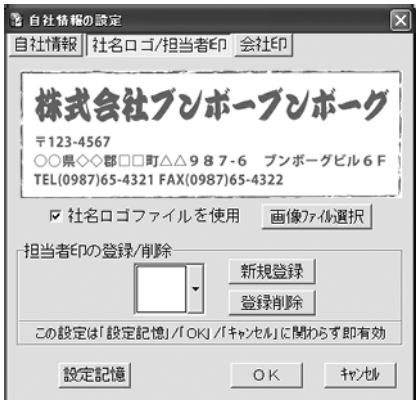 自社情報の設定
自社情報 社名ロゴ/担当者印 会社印
株式会社ブンボーブンボーグ
〒123-4567
○○県◇◇郡□□町△△987-6 ブンボーグビル6F
TEL(0987)65-4321 FAX(0987)65-4322
社名ロゴファイルを使用 画像ファイル選択
担当者印の登録/削除
新規登録
登録削除
この設定は「設定記憶」/「OK」/「キャンセル」に関わらず即有効
設定記憶 OK キャンセル